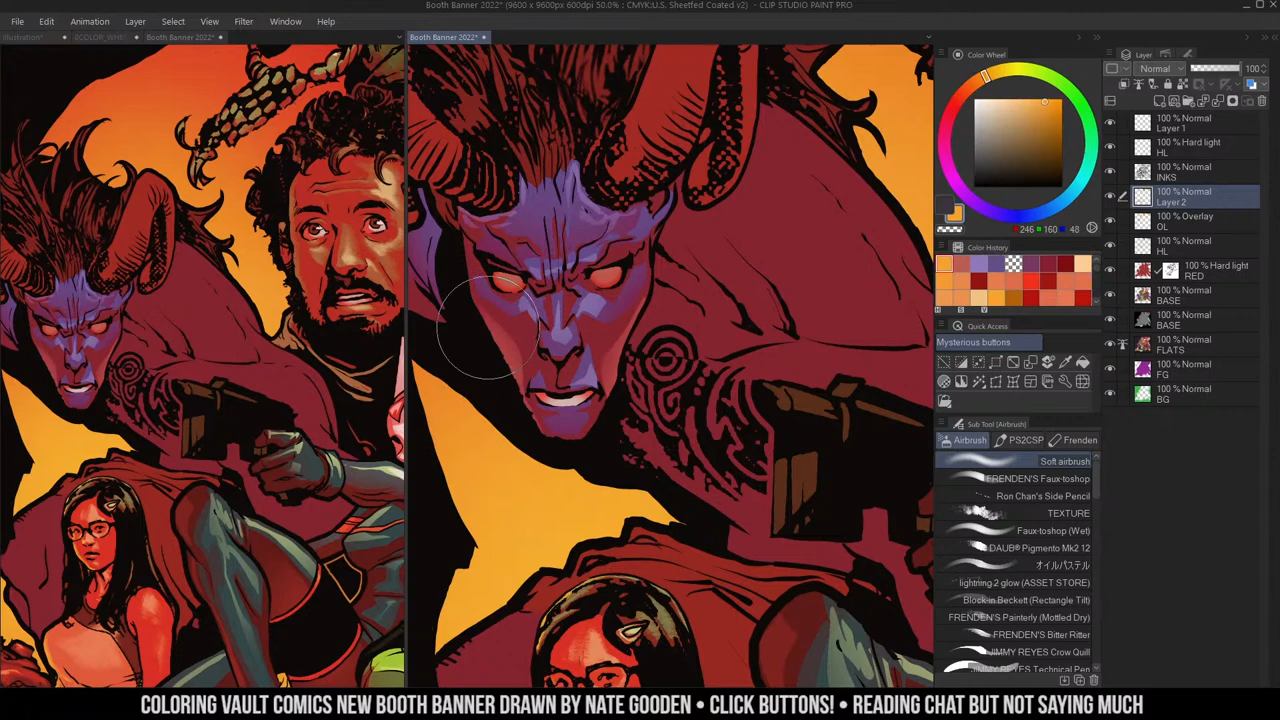 Booth Banner 2022* (9600 x 9600px 600dpi 50.0% : CMYK:U.S. Sheetfed Coated v2) - CLIP STUDIO PAINT PRO
File Edit Animation Layer Select View Filter Window Help
Illustration* Booth Banner 2022* Booth Banner 2022*
Color Wheel
246 160 48
Color History
H S V
Quick Access
Mysterious buttons
Sub Tool [Airbrush]
Airbrush PS2CSP Frenden
Soft airbrush
FRENDEN'S Faux-toshop
Ron Chan's Side Pencil
TEXTURE
Faux-toshop (Wet)
DAUB® Pigmento Mk2 12
オイルパステル
lightning 2 glow (ASSET STORE)
Block-in Beckett (Rectangle Tilt)
FRENDEN'S Painterly (Mottled Dry)
FRENDEN'S Bitter Ritter
JIMMY REYES Crow Quill
JIMMY REYES Technical Pen
Layer
Normal 100
100 % Normal
Layer 1
100 % Hard light
HL
100 % Normal
INKS
100 % Normal
Layer 2
100 % Overlay
OL
100 % Normal
HL
100 % Hard light
RED
100 % Normal
BASE
100 % Normal
BASE
100 % Normal
FLATS
100 % Normal
FG
100 % Normal
BG
COLORING VAULT COMICS NEW BOOTH BANNER DRAWN BY NATE GOODEN • CLICK BUTTONS! • READING CHAT BUT NOT SAYING MUCH